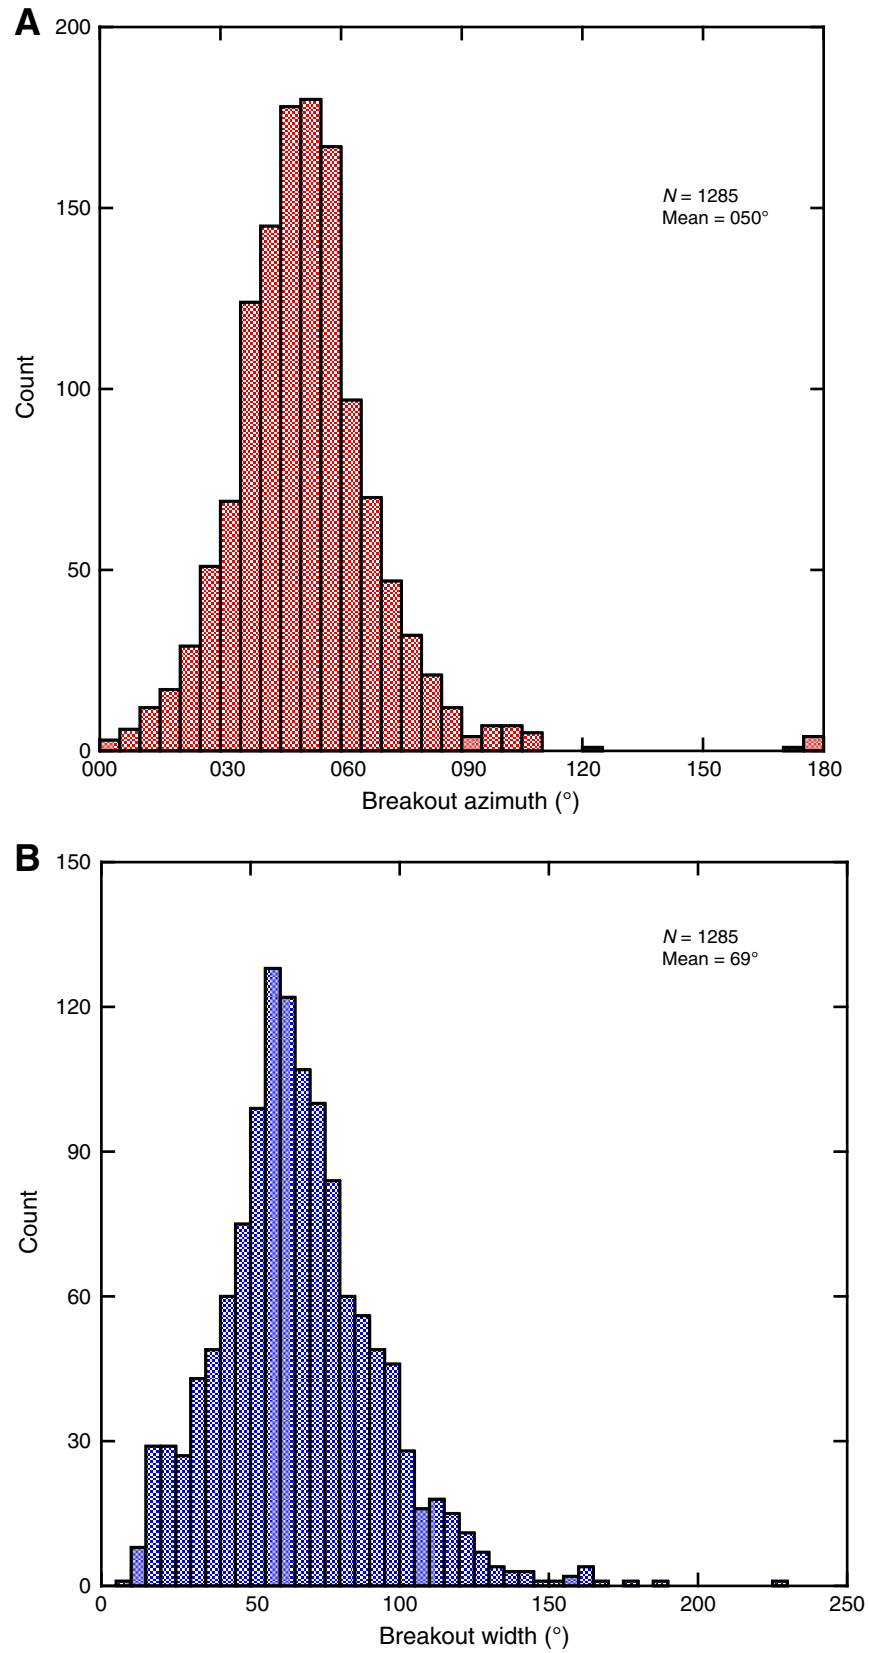 A
200
150
100
50
0
Count
N = 1285
Mean = 050°
000 030 060 090 120 150 180
Breakout azimuth (°)
B
150
120
90
60
30
0
Count
N = 1285
Mean = 69°
0 50 100 150 200 250
Breakout width (°)